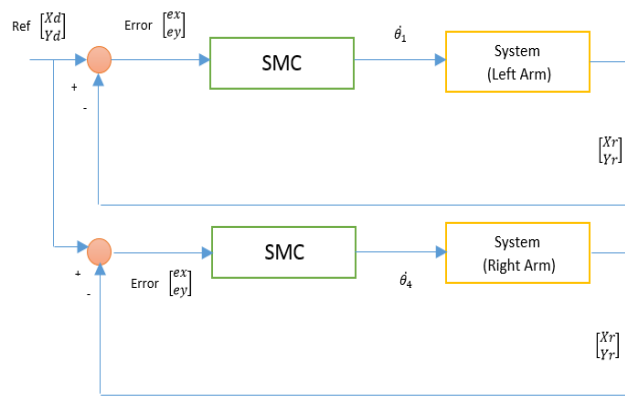 Ref [Xd Yd]
Error [ex ey]
+
-
SMC
θ̇₁
System
(Left Arm)
[Xr Yr]
+
-
Error [ex ey]
SMC
θ̇₄
System
(Right Arm)
[Xr Yr]